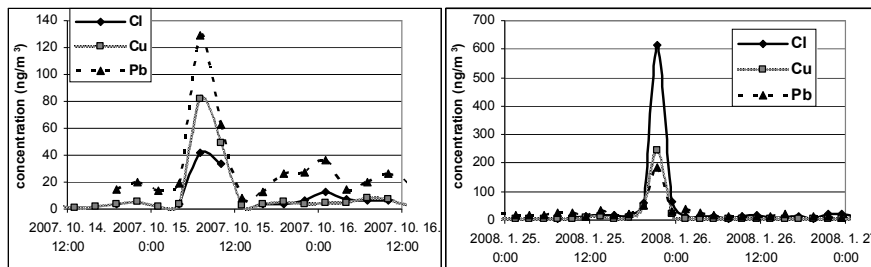 concentration (ng/m³)
140
120
100
80
60
40
20
0
Cl
Cu
Pb
2007. 10. 14. 2007. 10. 15. 2007. 10. 15. 2007. 10. 16. 2007. 10. 16.
12:00 0:00 12:00 0:00 12:00
concentration (ng/m³)
700
600
500
400
300
200
100
0
Cl
Cu
Pb
2008. 1. 25. 2008. 1. 25. 2008. 1. 26. 2008. 1. 26. 2008. 1. 27
0:00 12:00 0:00 12:00 0:00